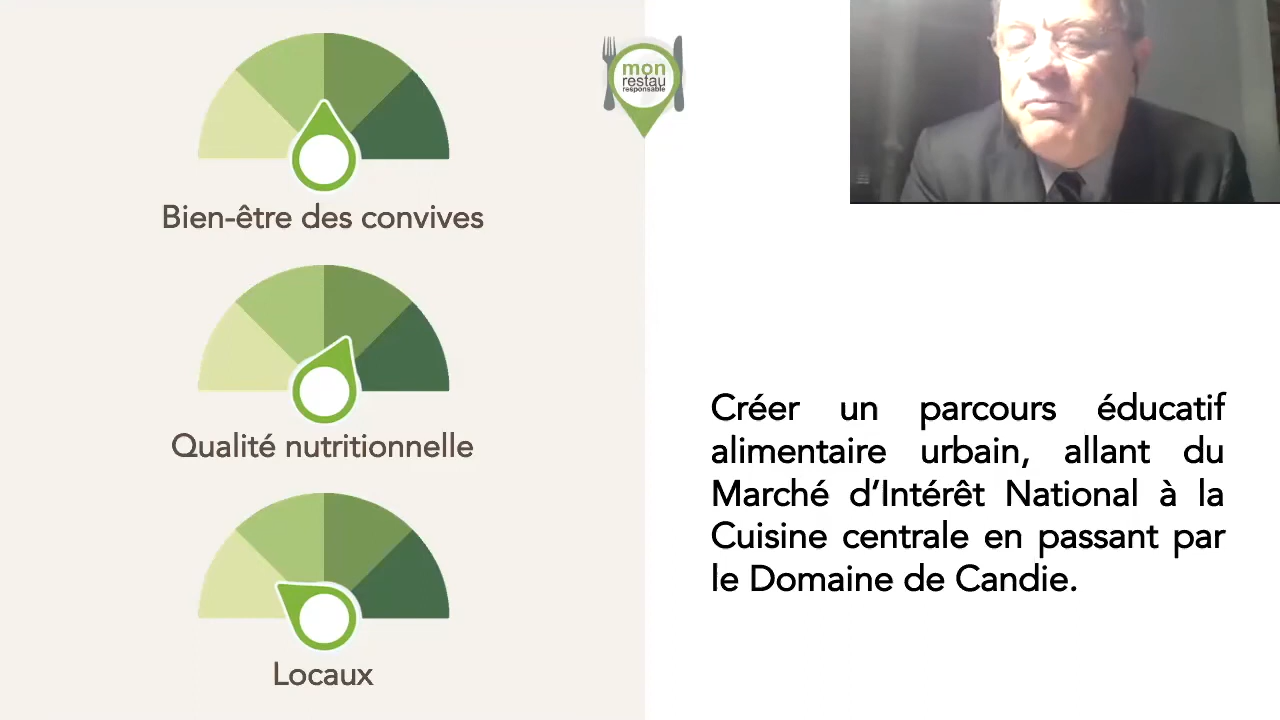 mon
restau
responsable
Bien-être des convives
Qualité nutritionnelle
Locaux
Créer un parcours éducatif
alimentaire urbain, allant du
Marché d’Intérêt National à la
Cuisine centrale en passant par
le Domaine de Candie.